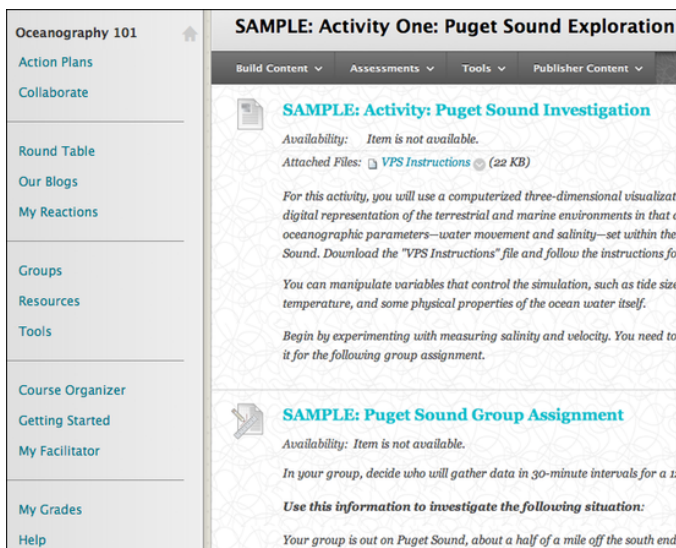 Oceanography 101
Action Plans
Collaborate
Round Table
Our Blogs
My Reactions
Groups
Resources
Tools
Course Organizer
Getting Started
My Facilitator
My Grades
Help
SAMPLE: Activity One: Puget Sound Exploration
Build Content Assessments Tools Publisher Content
SAMPLE: Activity: Puget Sound Investigation
Availability: Item is not available.
Attached Files: VPS Instructions (22 KB)
For this activity, you will use a computerized three-dimensional
digital representation of the terrestrial and marine environments in that
oceanographic parameters—water movement and salinity—set within the
Sound. Download the "VPS Instructions" file and follow the instructions
You can manipulate variables that control the simulation, such as tide
temperature, and some physical properties of the ocean water itself.
Begin by experimenting with measuring salinity and velocity. You need to
it for the following group assignment.
SAMPLE: Puget Sound Group Assignment
Availability: Item is not available.
In your group, decide who will gather data in 30-minute intervals for a
Use this information to investigate the following situation:
Your group is out on Puget Sound, about a half of a mile off the south end